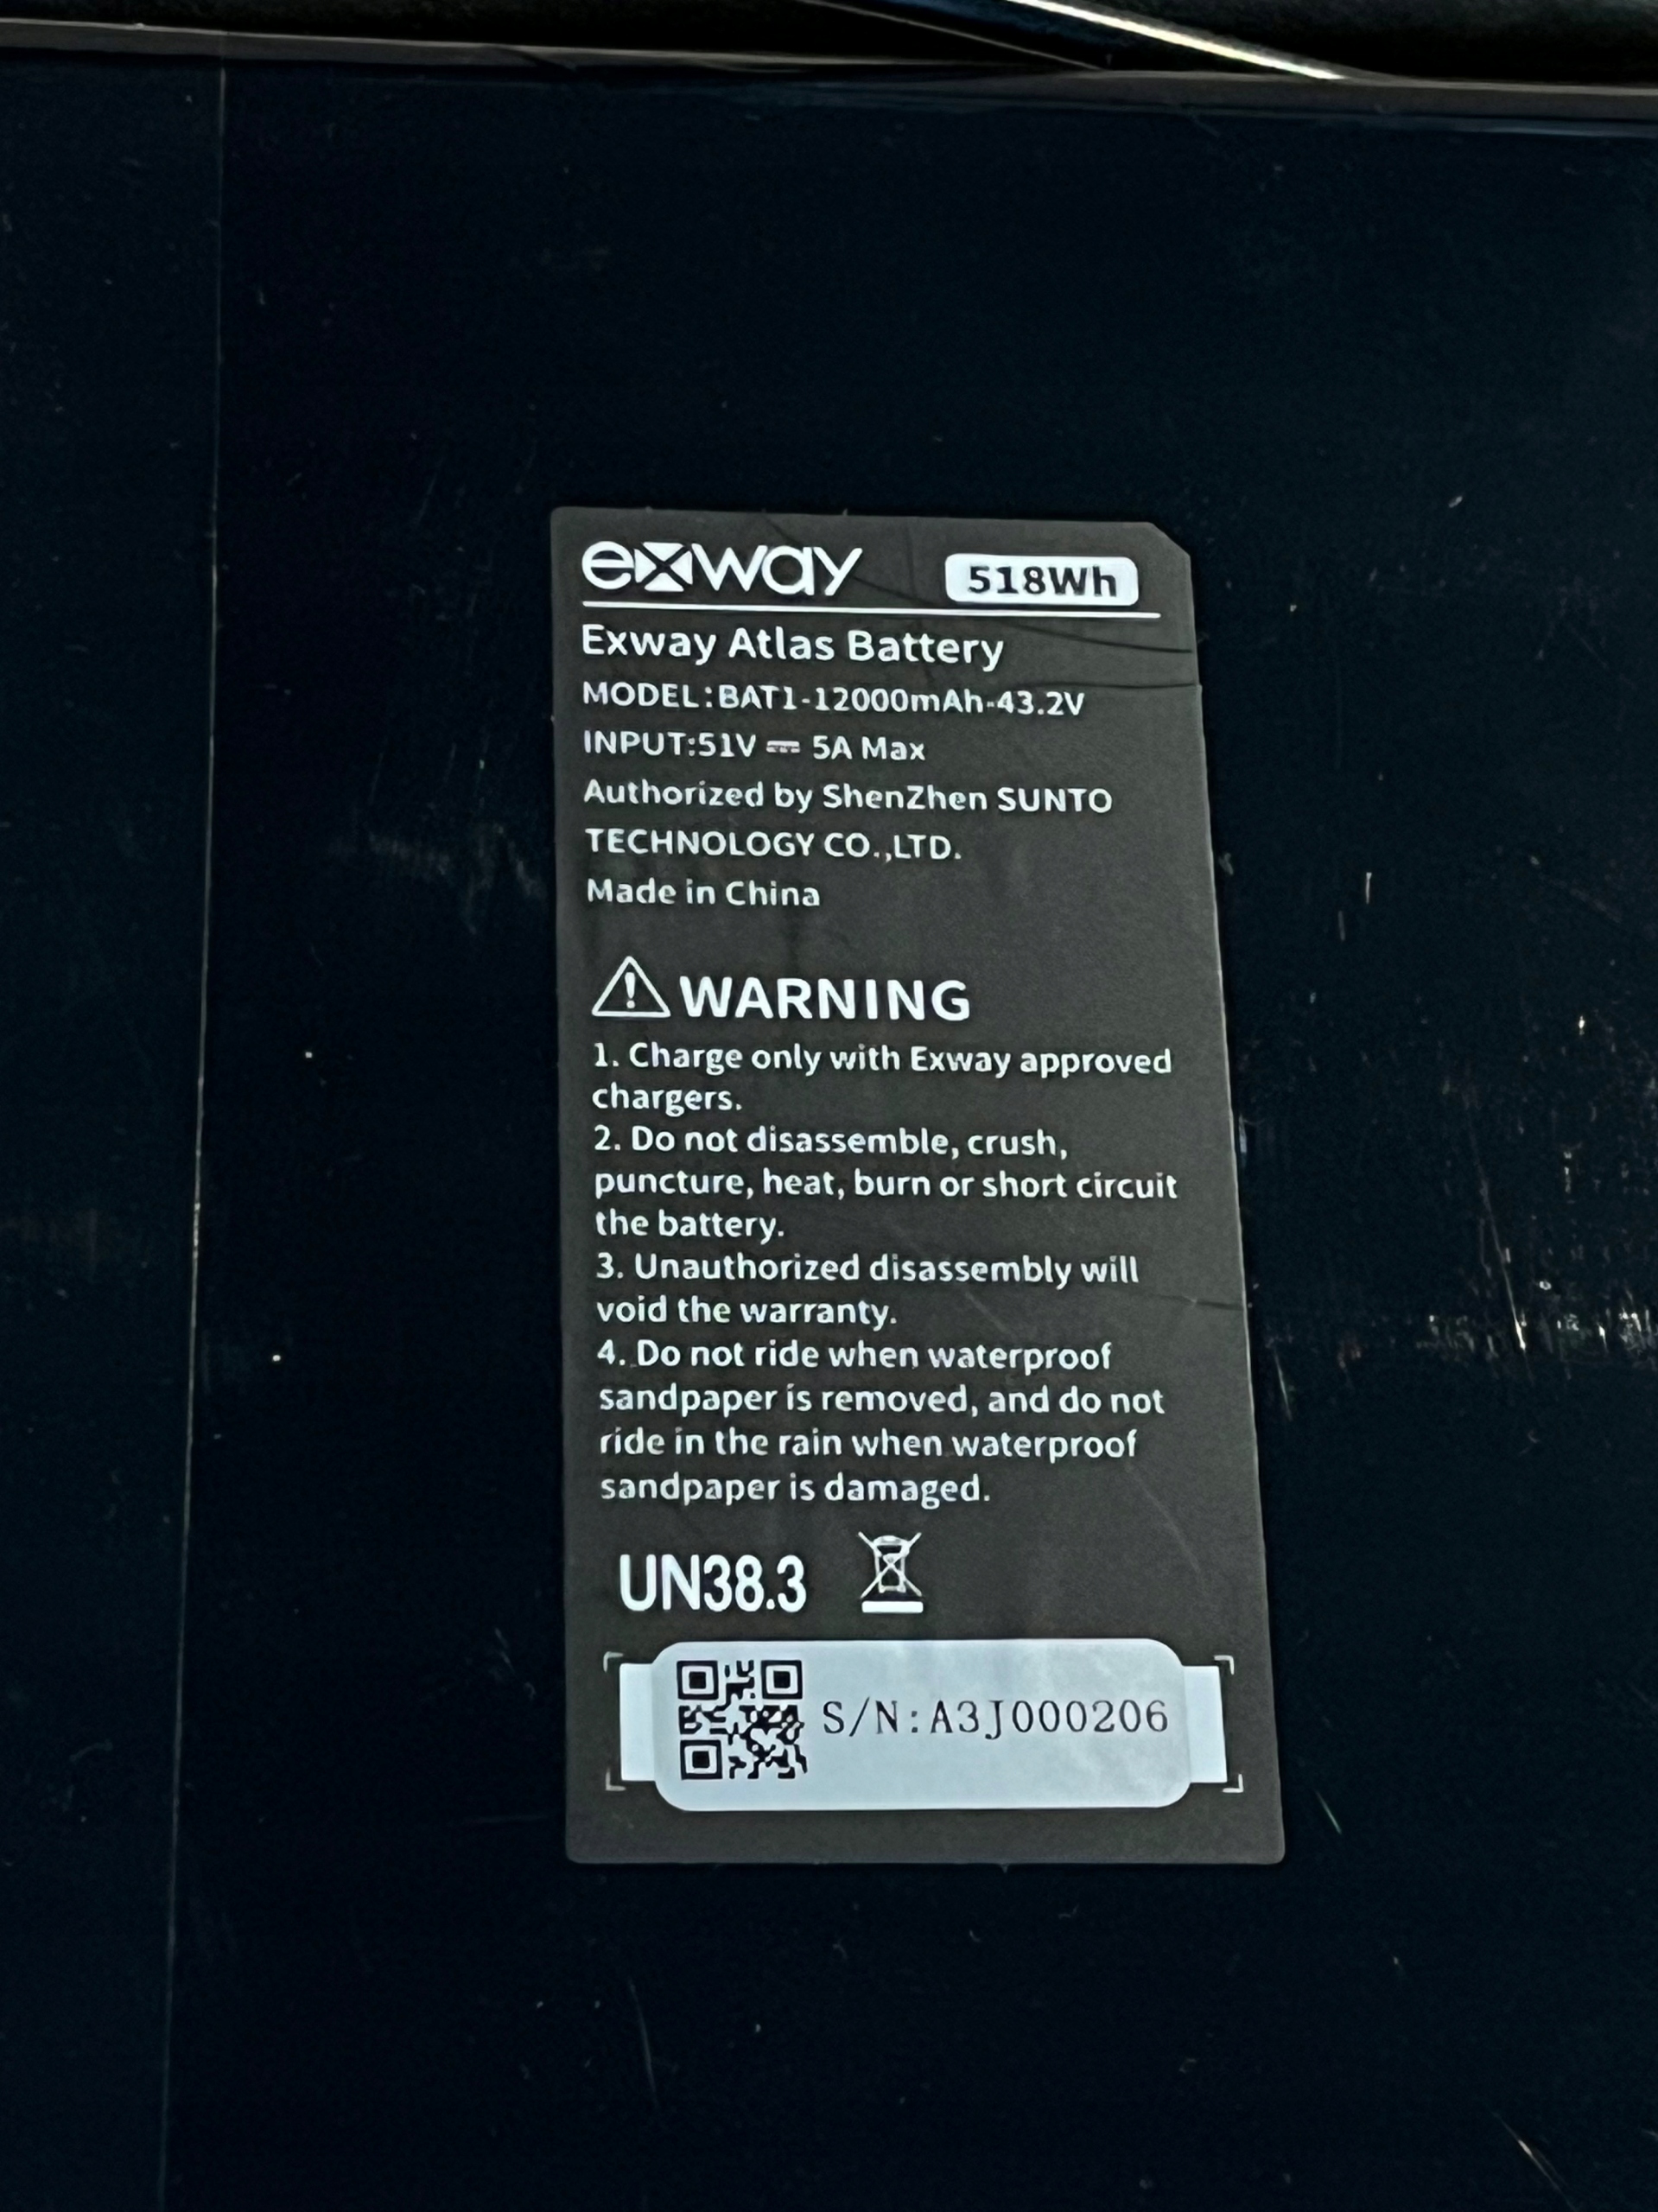 exway 518Wh
Exway Atlas Battery
MODEL:BAT1-12000mAh-43.2V
INPUT:51V ⎓ 5A Max
Authorized by ShenZhen SUNTO
TECHNOLOGY CO.,LTD.
Made in China
⚠ WARNING
1. Charge only with Exway approved
chargers.
2. Do not disassemble, crush,
puncture, heat, burn or short circuit
the battery.
3. Unauthorized disassembly will
void the warranty.
4. Do not ride when waterproof
sandpaper is removed, and do not
ride in the rain when waterproof
sandpaper is damaged.
UN38.3
S/N:A3J000206